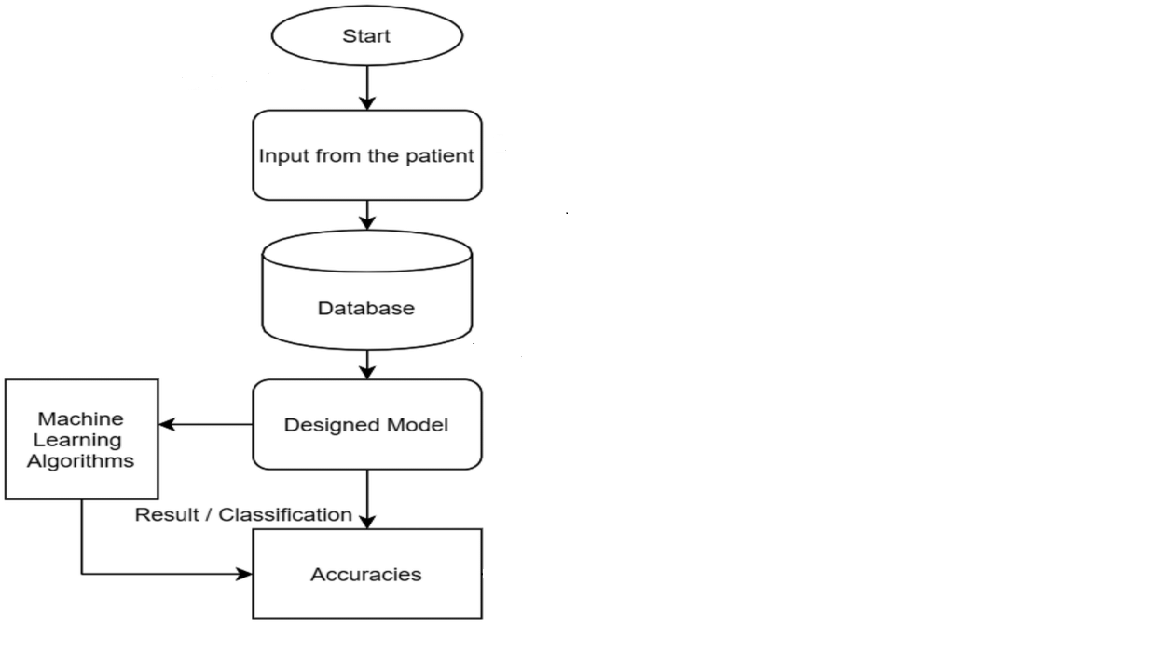 Start
Input from the patient
Database
Designed Model
Machine
Learning
Algorithms
Result / Classification
Accuracies